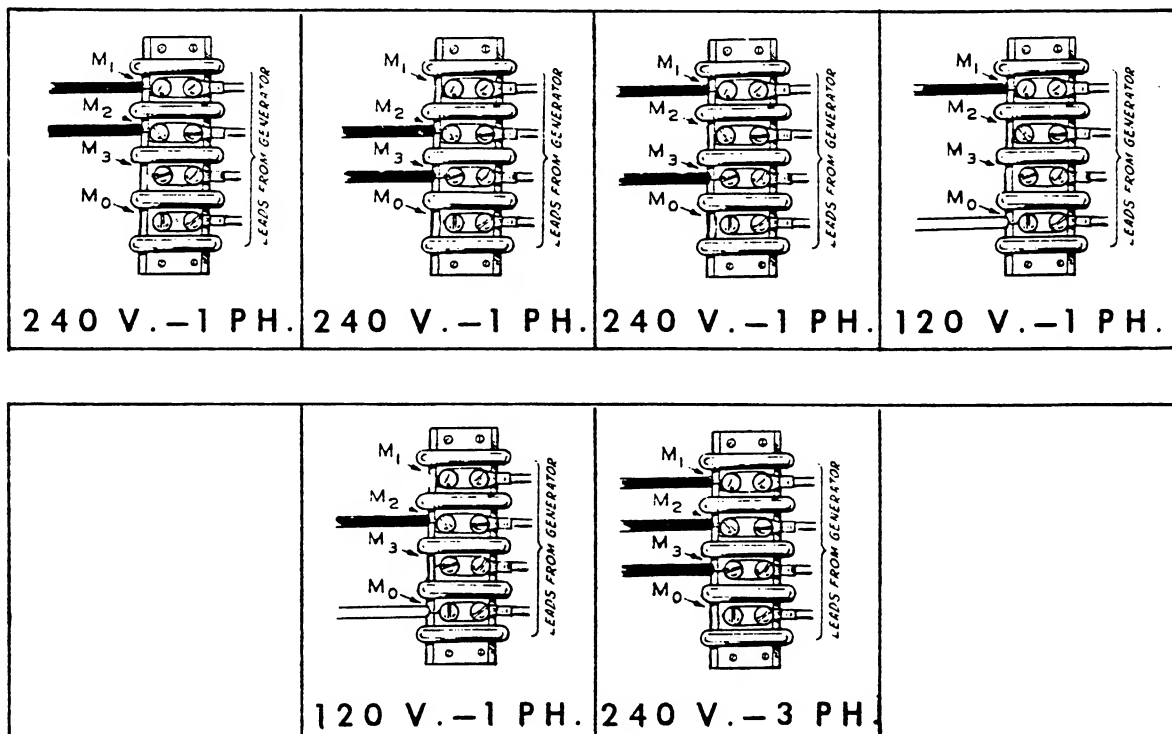 M1
M2
M3
M0
LEADS FROM GENERATOR
240 V.–1 PH.
M1
M2
M3
M0
LEADS FROM GENERATOR
240 V.–1 PH.
M1
M2
M3
M0
LEADS FROM GENERATOR
240 V.–1 PH.
M1
M2
M3
M0
LEADS FROM GENERATOR
120 V.–1 PH.
M1
M2
M3
M0
LEADS FROM GENERATOR
120 V.–1 PH.
M1
M2
M3
M0
LEADS FROM GENERATOR
240 V.–3 PH.